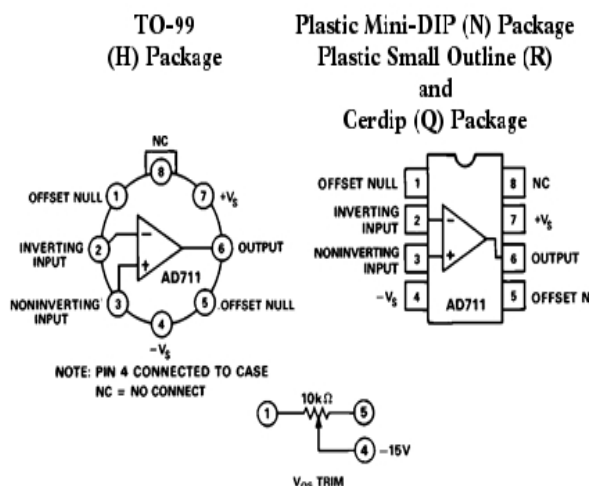 TO-99
(H) Package
Plastic Mini-DIP (N) Package
Plastic Small Outline (R)
and
Cerdip (Q) Package
NC
8
OFFSET NULL
1
7
+VS
INVERTING
INPUT
2
6
OUTPUT
AD711
NONINVERTING
INPUT
3
5
OFFSET NULL
4
-VS
NOTE: PIN 4 CONNECTED TO CASE
NC = NO CONNECT
OFFSET NULL
1
8
NC
INVERTING
INPUT
2
7
+VS
NONINVERTING
INPUT
3
6
OUTPUT
-VS
4
AD711
5
OFFSET N
10kΩ
1
5
4
-15V
VOS TRIM